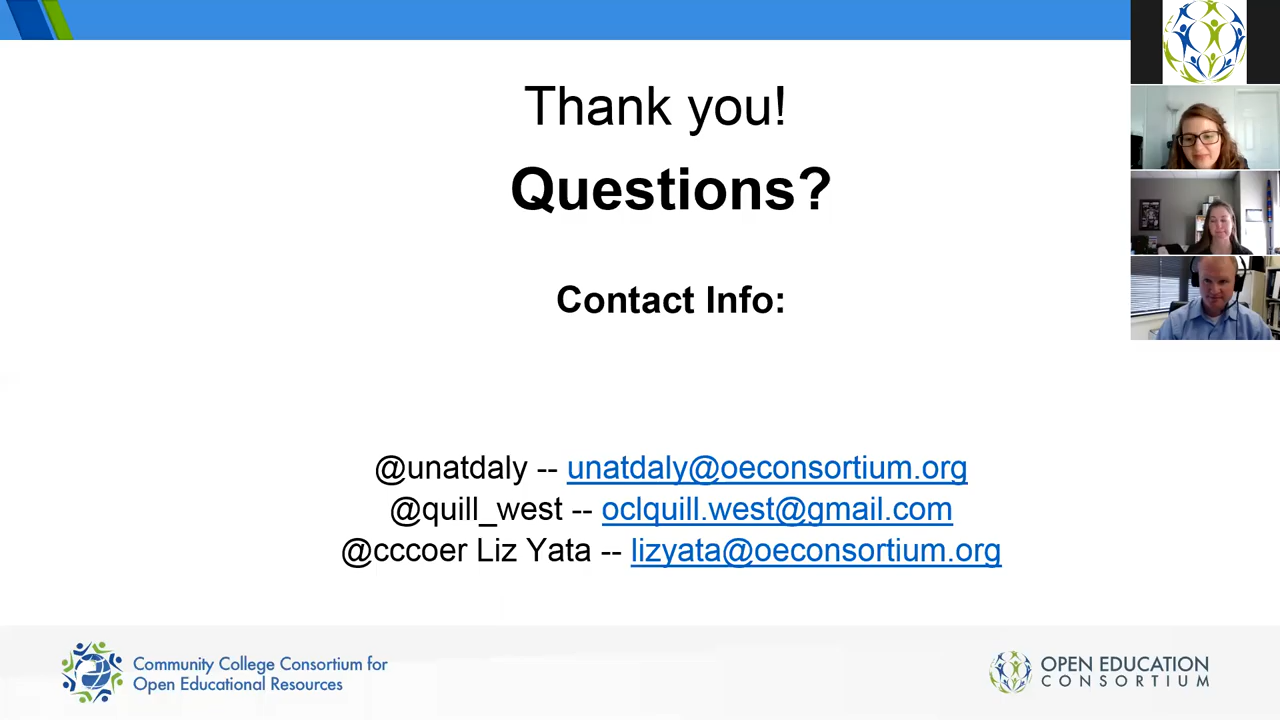 Thank you!
Questions?
Contact Info:
@unatdaly -- unatdaly@oeconsortium.org
@quill_west -- oclquill.west@gmail.com
@cccoer Liz Yata -- lizyata@oeconsortium.org
Community College Consortium for
Open Educational Resources
OPEN EDUCATION
CONSORTIUM